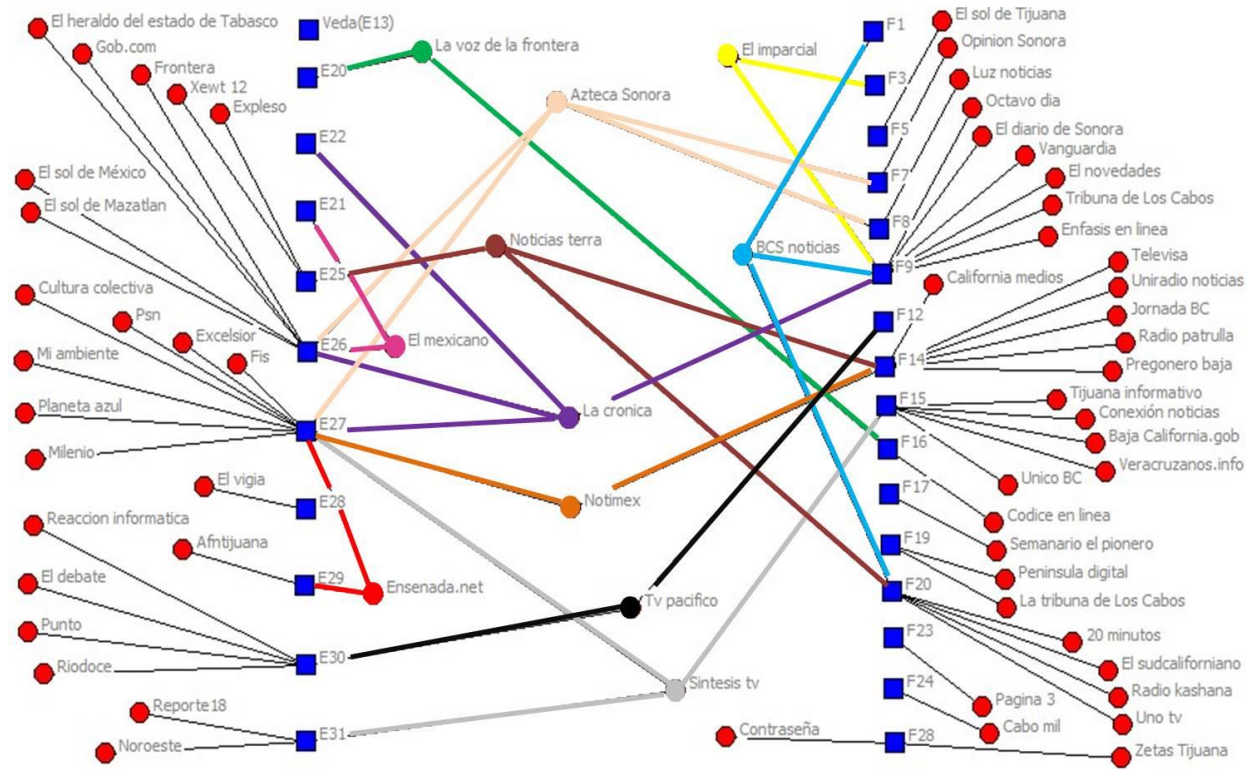 El heraldo del estado de Tabasco
Gob.com
Frontera
Xewt 12
Expleso
El sol de México
El sol de Mazatlan
Cultura colectiva
Psn
Excelsior
Fis
Mi ambiente
Planeta azul
Milenio
El vigia
Reaccion informatica
Afntijuana
El debate
Punto
Riodoce
Reporte18
Noroeste
Veda(E13)
E20
E22
E21
E25
E26
E27
E28
E29
E30
E31
La voz de la frontera
Azteca Sonora
Noticias terra
El mexicano
La cronica
Notimex
Ensenada.net
Tv pacifico
Sintesis tv
El imparcial
BCS noticias
Contraseña
F1
F3
F5
F7
F8
F9
F12
F14
F15
F16
F17
F19
F20
F23
F24
F28
El sol de Tijuana
Opinion Sonora
Luz noticias
Octavo dia
El diario de Sonora
Vanguardia
El novedades
Tribuna de Los Cabos
Enfasis en linea
Televisa
California medios
Uniradio noticias
Jornada BC
Radio patrulla
Pregonero baja
Tijuana informativo
Conexión noticias
Baja California.gob
Veracruzanos.info
Unico BC
Codice en linea
Semanario el pionero
Peninsula digital
La tribuna de Los Cabos
20 minutos
El sudcaliforniano
Radio kashana
Uno tv
Pagina 3
Cabo mil
Zetas Tijuana